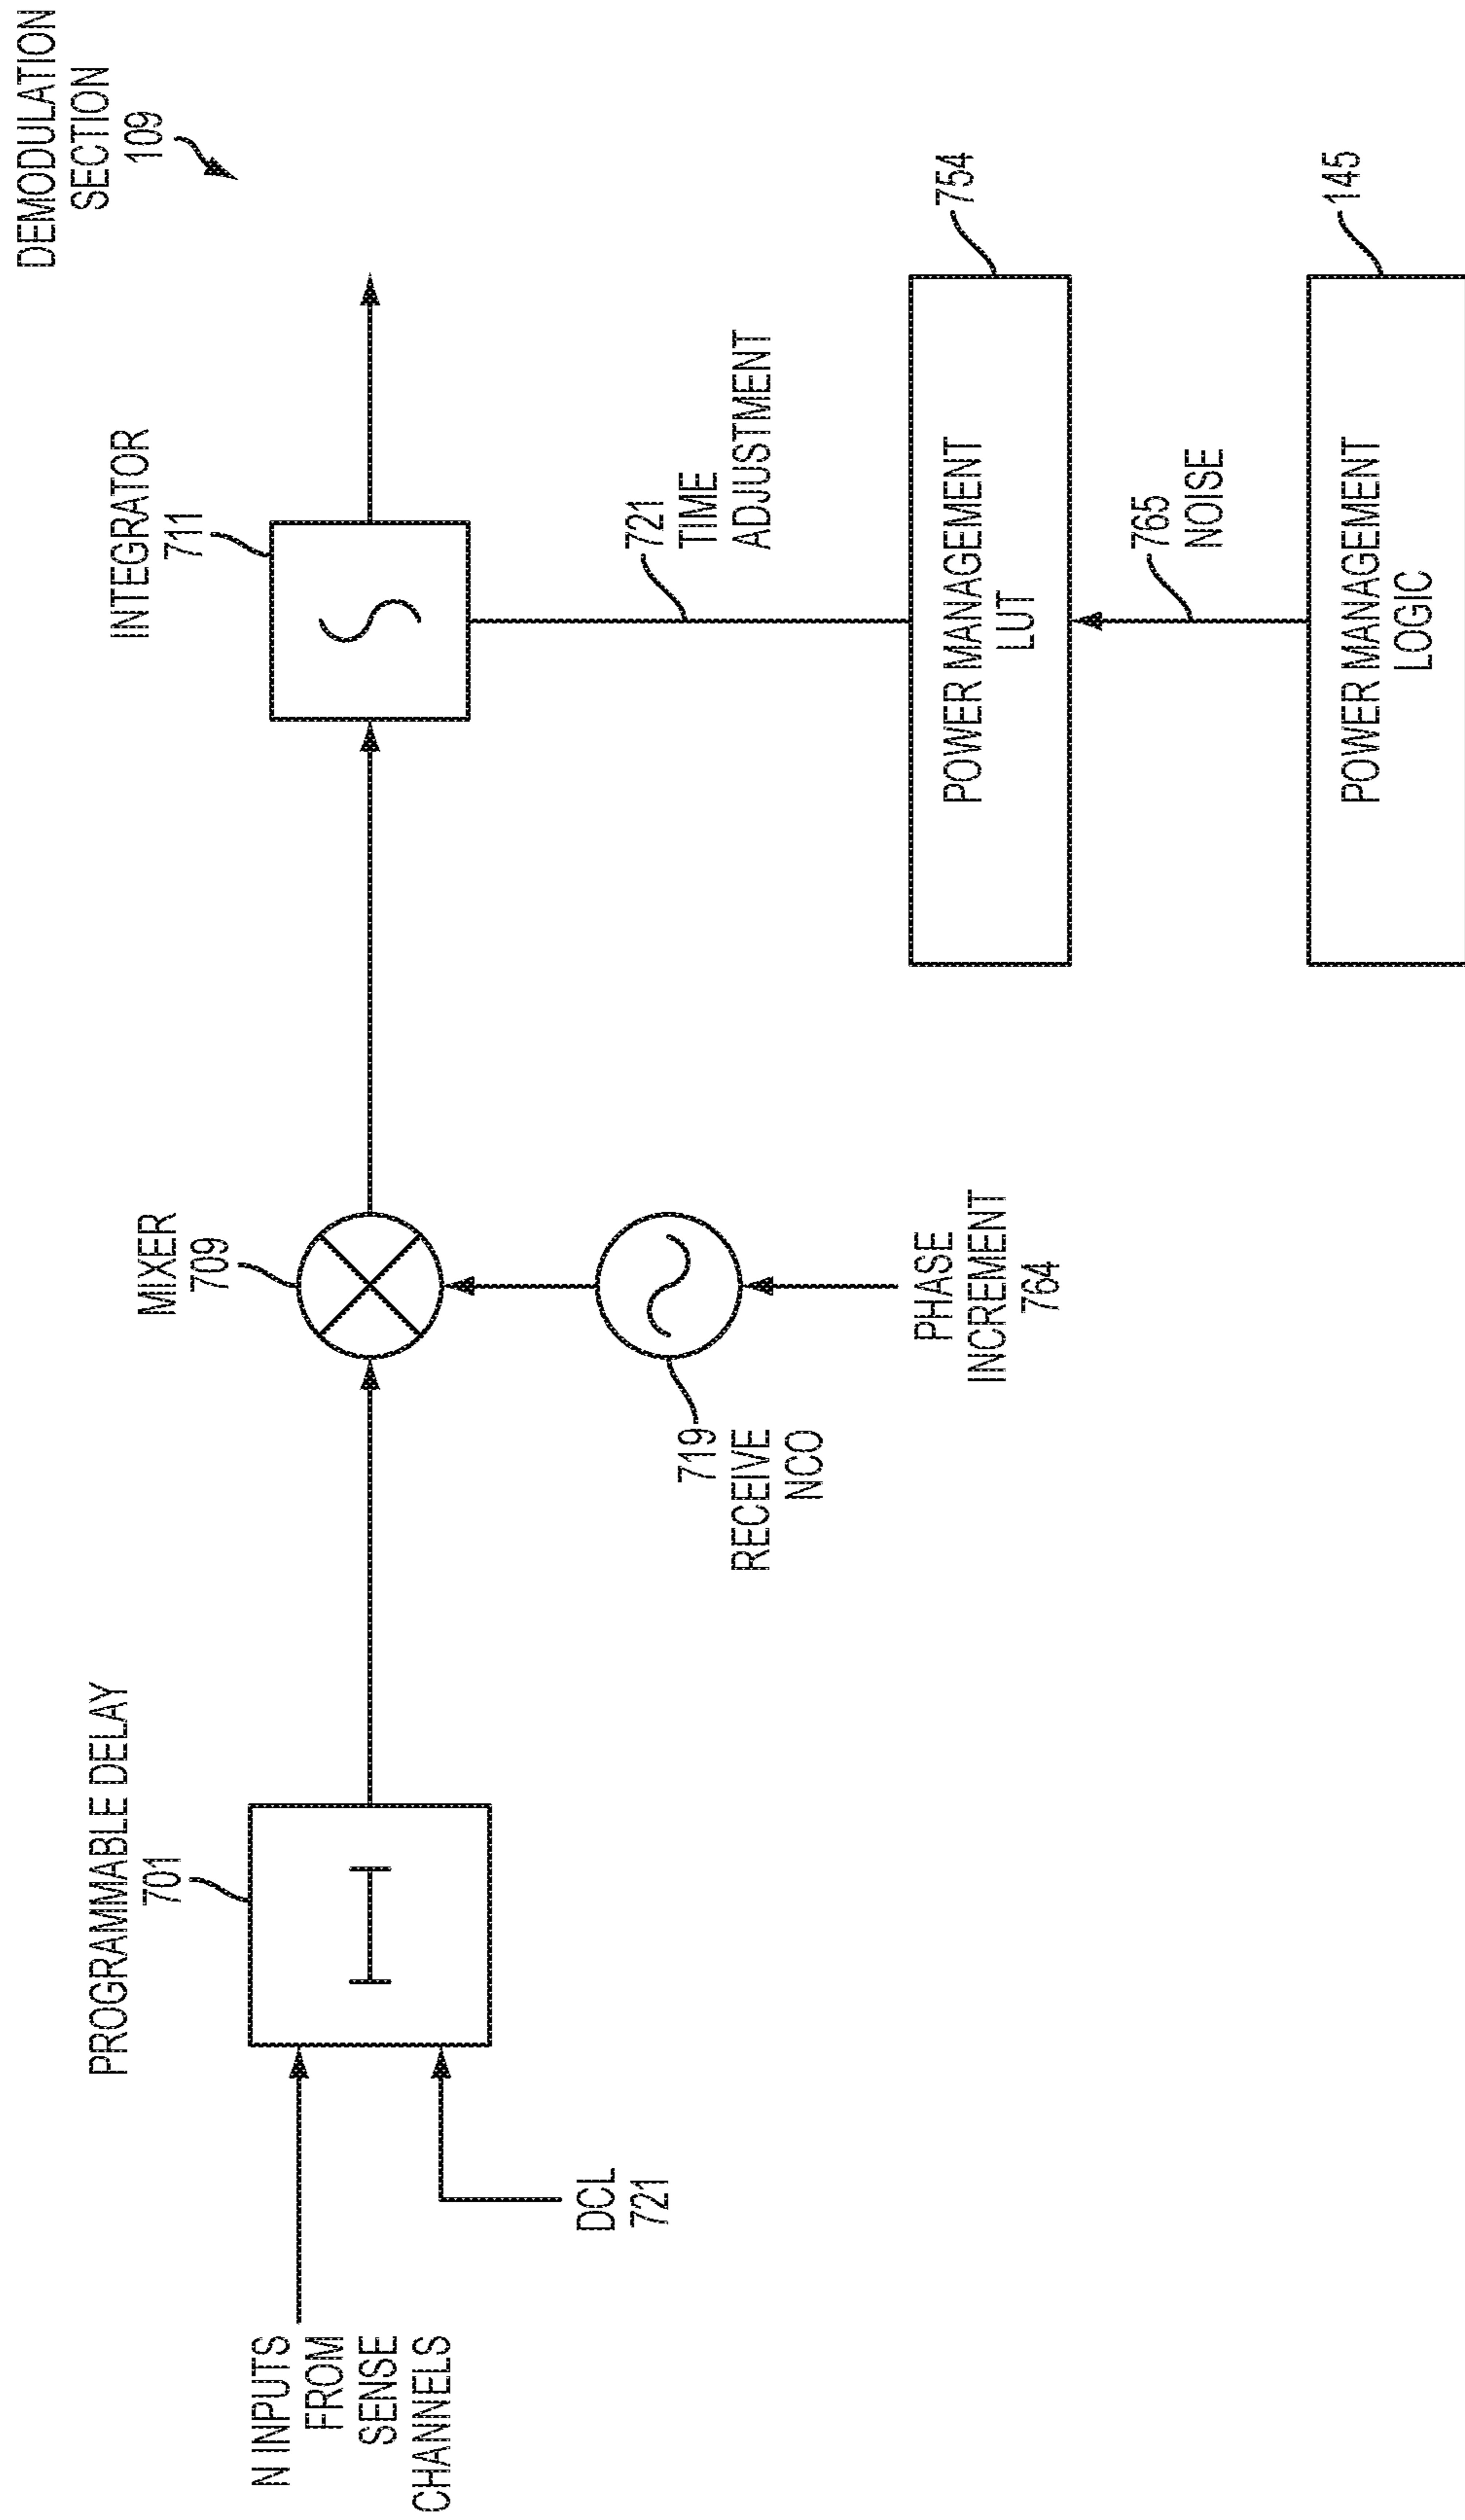 DEMODULATION
SECTION
109
PROGRAMMABLE DELAY
701
MIXER
709
INTEGRATOR
711
N INPUTS
FROM
SENSE
CHANNELS
DCL
721
719
RECEIVE
NCO
PHASE
INCREMENT
764
721
TIME
ADJUSTMENT
754
POWER MANAGEMENT
LUT
765
NOISE
145
POWER MANAGEMENT
LOGIC